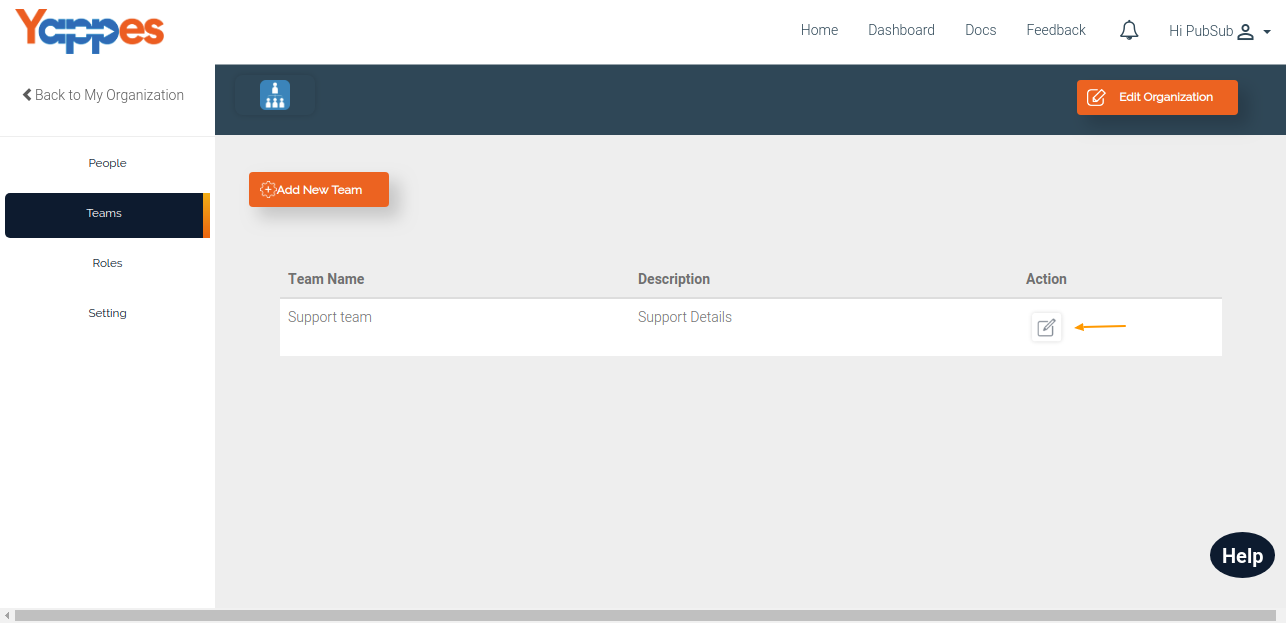 Yappes
Home Dashboard Docs Feedback Hi PubSub
Back to My Organization
Edit Organization
People
Teams
Roles
Setting
Add New Team
Team Name Description Action
Support team Support Details
Help